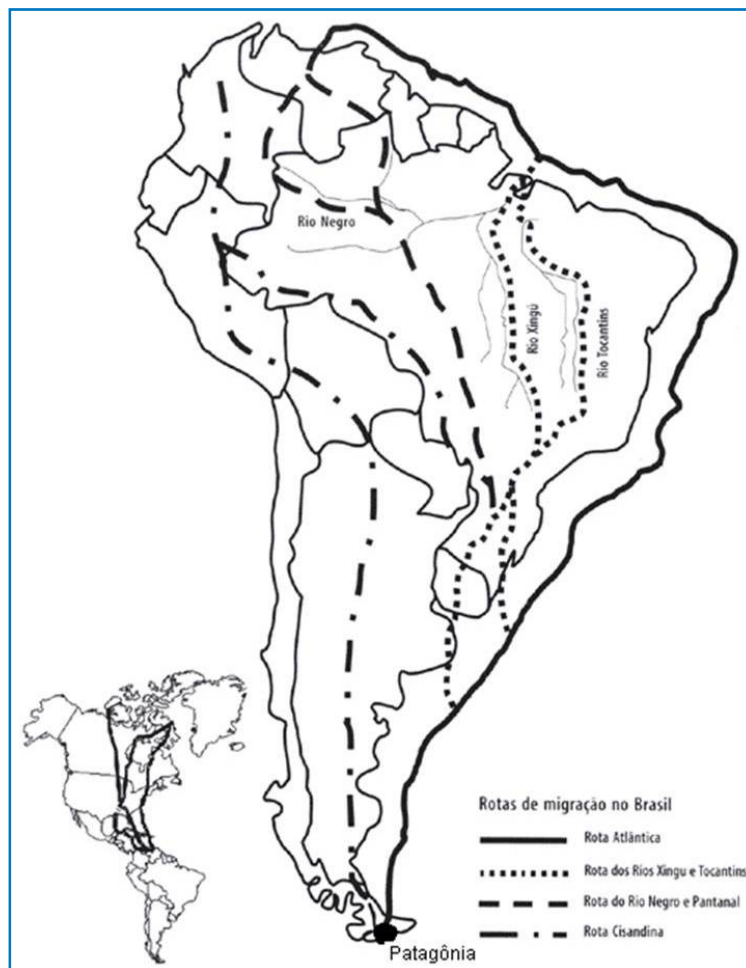 Rio Negro
Rio Xingú
Rio Tocantins
Rotas de migração no Brasil
Rota Atlântica
Rota dos Rios Xingu e Tocantins
Rota do Rio Negro e Pantanal
Rota Cisandina
Patagônia